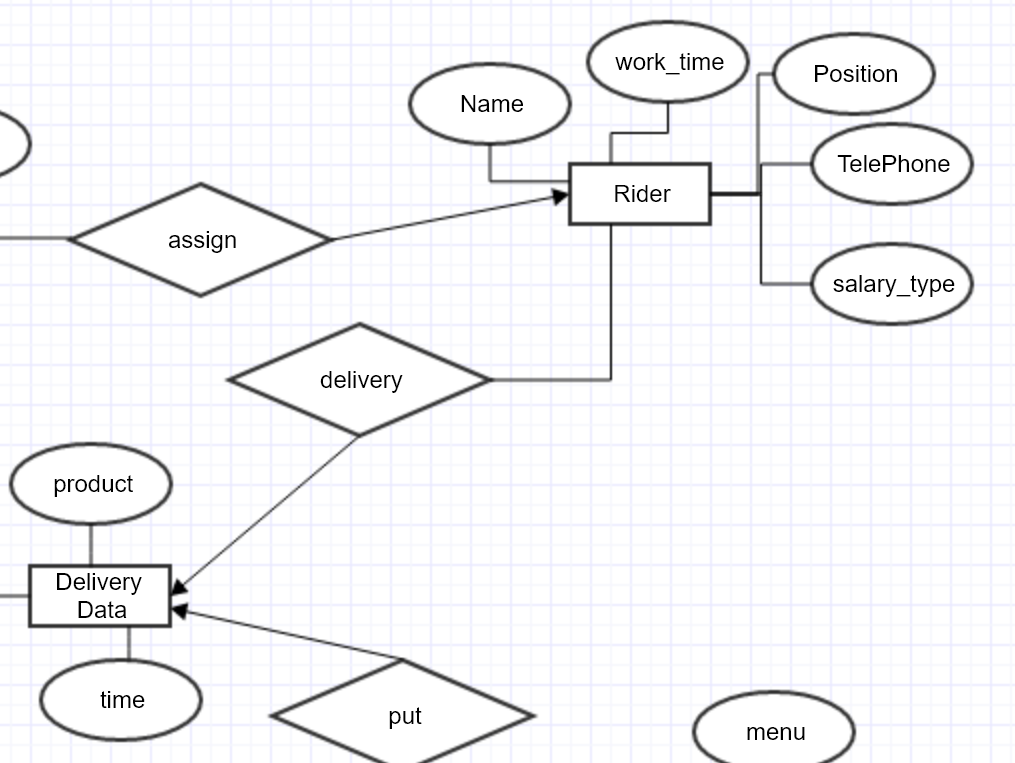 work_time
Position
Name
TelePhone
Rider
assign
salary_type
delivery
product
Delivery
Data
time
put
menu